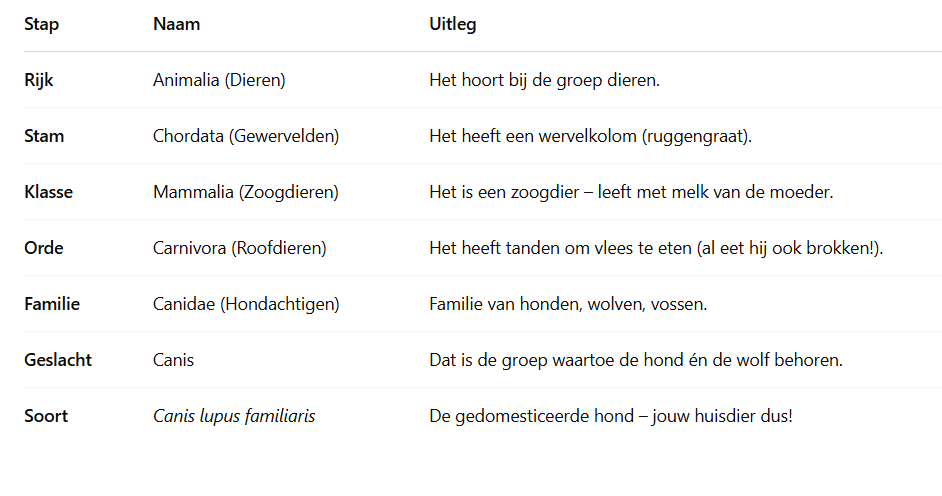 Stap Naam Uitleg
Rijk Animalia (Dieren) Het hoort bij de groep dieren.
Stam Chordata (Gewervelden) Het heeft een wervelkolom (ruggengraat).
Klasse Mammalia (Zoogdieren) Het is een zoogdier – leeft met melk van de moeder.
Orde Carnivora (Roofdieren) Het heeft tanden om vlees te eten (al eet hij ook brokken!).
Familie Canidae (Hondachtigen) Familie van honden, wolven, vossen.
Geslacht Canis Dat is de groep waartoe de hond én de wolf behoren.
Soort Canis lupus familiaris De gedomesticeerde hond – jouw huisdier dus!